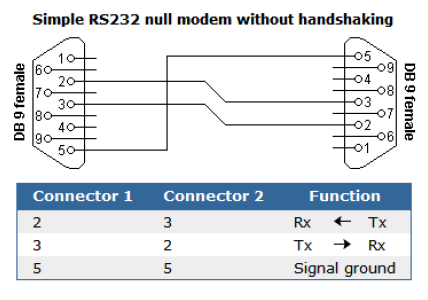 Simple RS232 null modem without handshaking
DB 9 female
1
6
2
7
3
8
4
9
5
5
9
4
8
3
7
2
6
1
DB 9 female
Connector 1 Connector 2 Function
2 3 Rx ← Tx
3 2 Tx → Rx
5 5 Signal ground